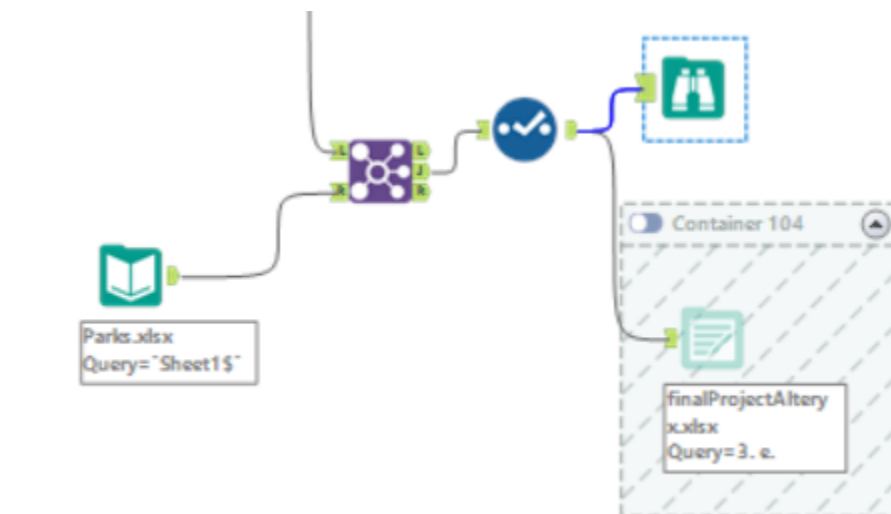 L
L
J
R
R
Container 104
Parks.xlsx
Query=`Sheet1$`
finalProjectAltery
x.xlsx
Query=3. e.